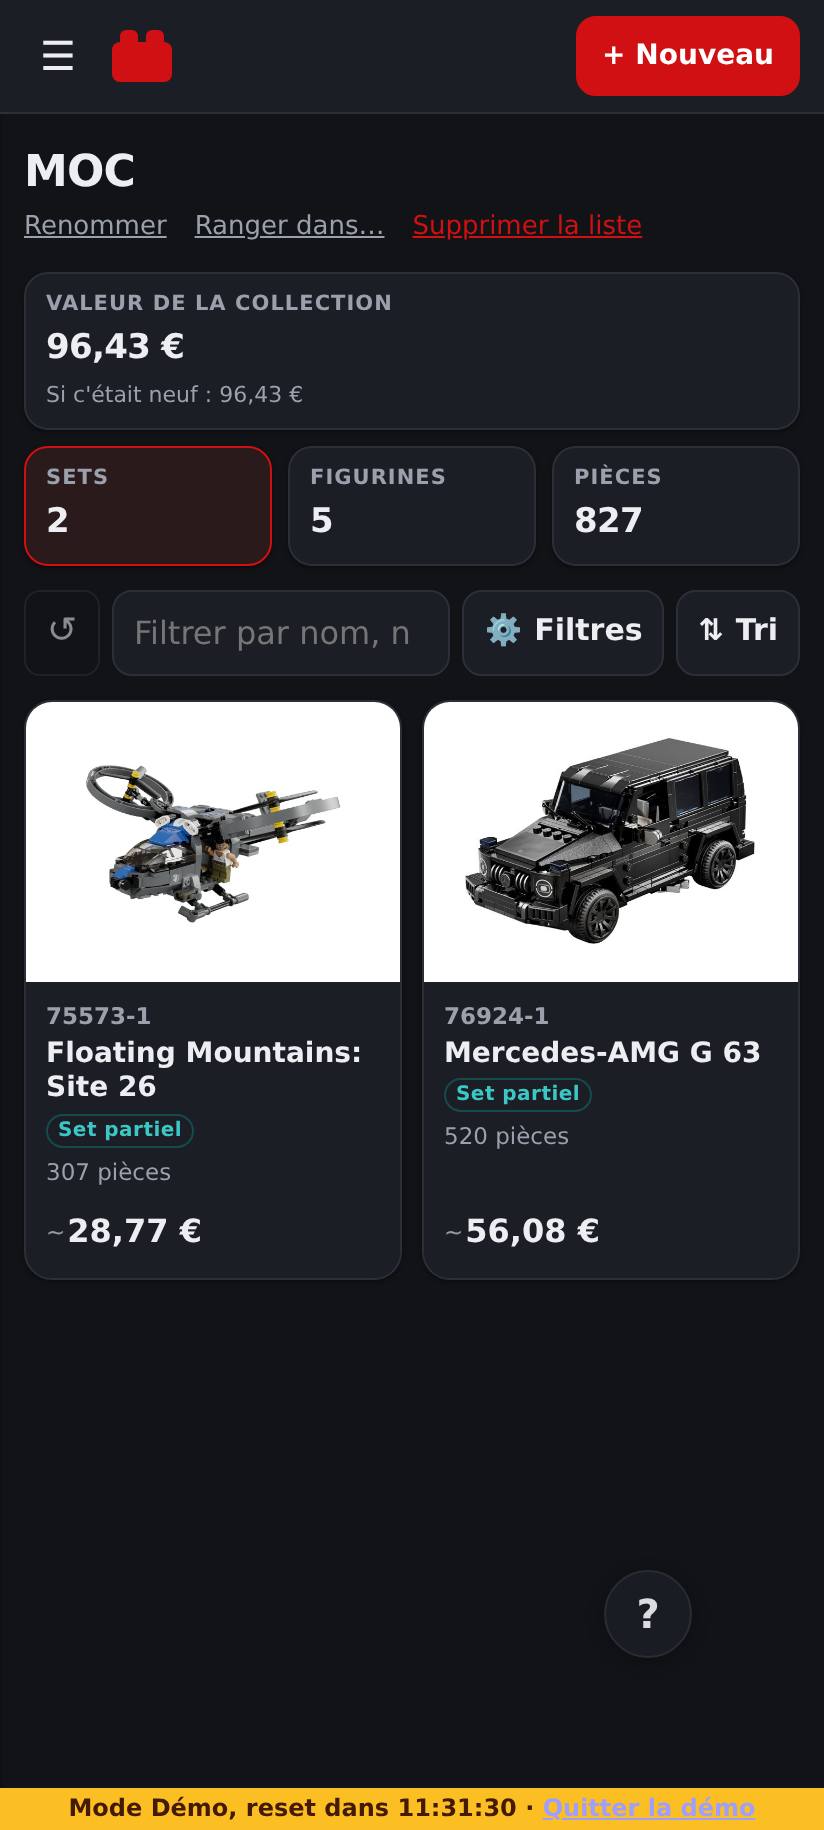 ☰ + Nouveau
MOC
Renommer Ranger dans... Supprimer la liste
VALEUR DE LA COLLECTION
96,43 €
Si c'était neuf : 96,43 €
SETS FIGURINES PIÈCES
2 5 827
↺ Filtrer par nom, n ⚙️ Filtres ⇅ Tri
75573-1
Floating Mountains:
Site 26
Set partiel
307 pièces
~28,77 €
76924-1
Mercedes-AMG G 63
Set partiel
520 pièces
~56,08 €
?
Mode Démo, reset dans 11:31:30 · Quitter la démo